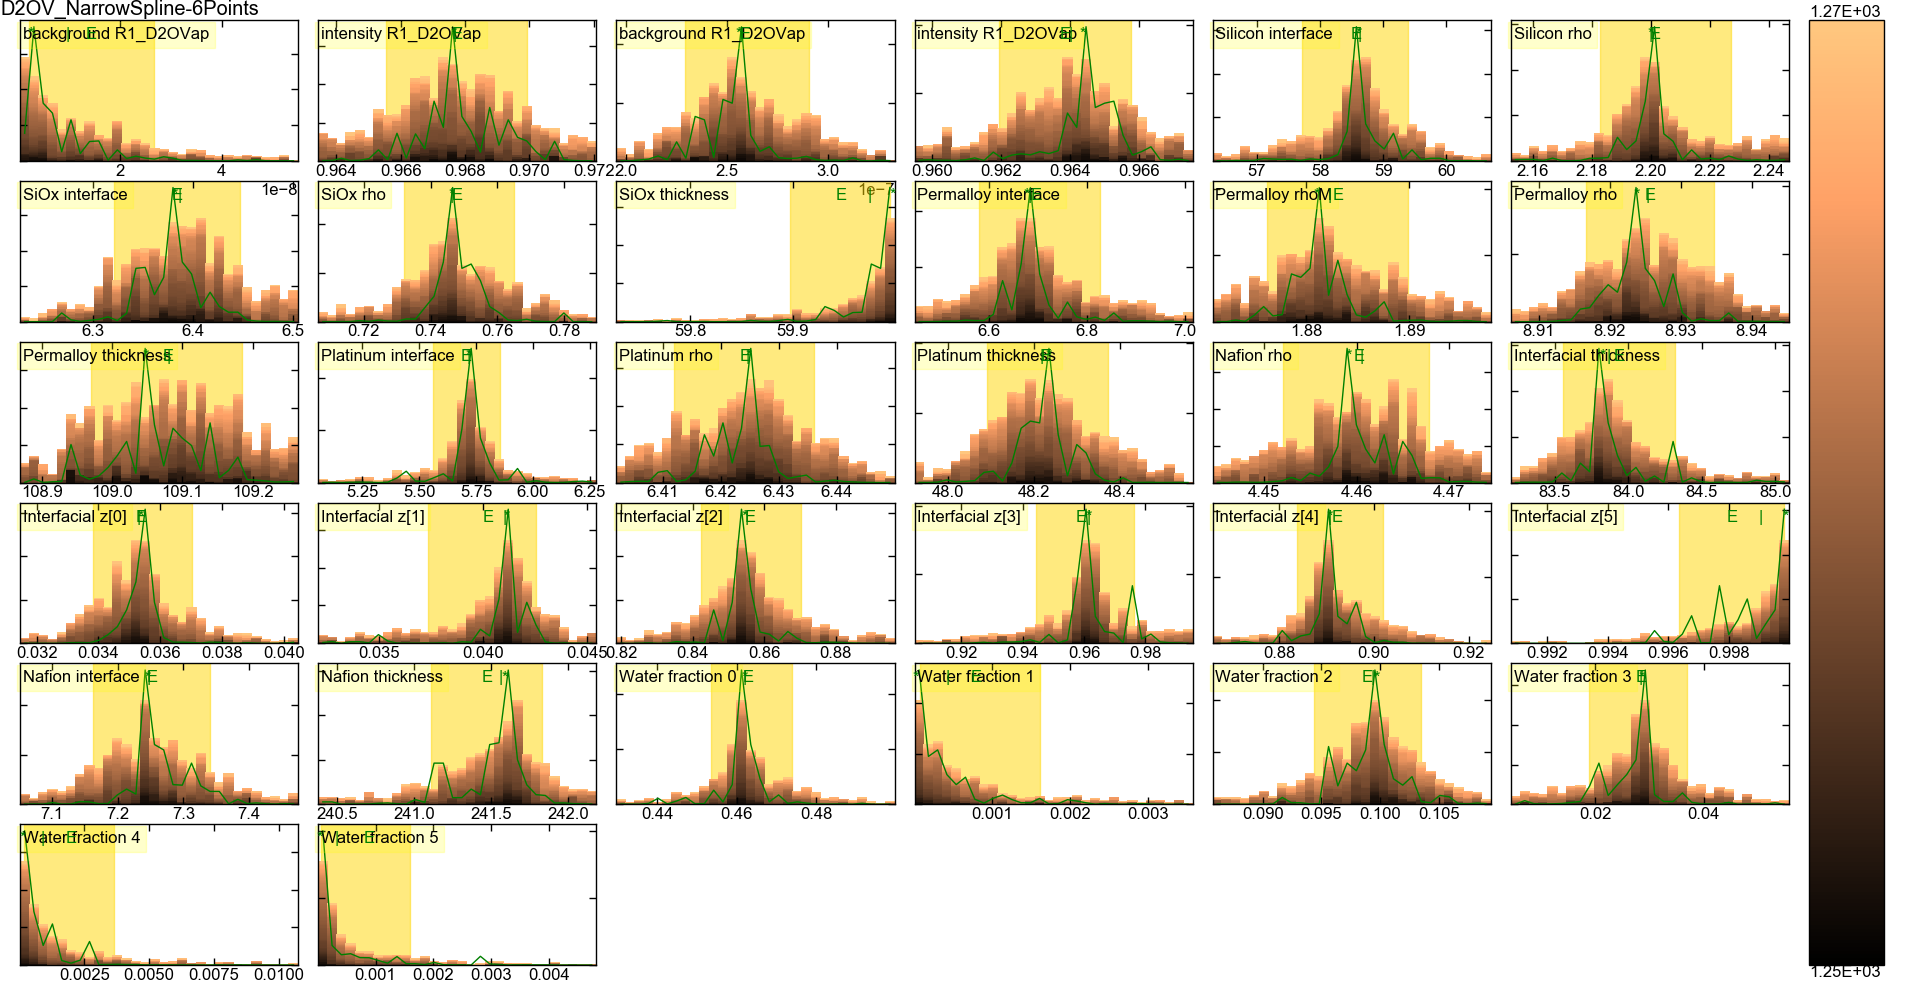 D2OV_NarrowSpline-6Points
1.27E+03
background R1_D2OVap
intensity R1_D2OVap
background R1_D2OVap
intensity R1_D2OVap
Silicon interface
Silicon rho
2 4
0.964 0.966 0.968 0.970 0.972
2.0 2.5 3.0
0.960 0.962 0.964 0.966
57 58 59 60
2.16 2.18 2.20 2.22 2.24
SiOx interface 1e-8
SiOx rho
SiOx thickness 1e-7
Permalloy interface
Permalloy rhoM
Permalloy rho
6.3 6.4 6.5
0.72 0.74 0.76 0.78
59.8 59.9
6.6 6.8 7.0
1.88 1.89
8.91 8.92 8.93 8.94
Permalloy thickness
Platinum interface
Platinum rho
Platinum thickness
Nafion rho
Interfacial thickness
108.9 109.0 109.1 109.2
5.25 5.50 5.75 6.00 6.25
6.41 6.42 6.43 6.44
48.0 48.2 48.4
4.45 4.46 4.47
83.5 84.0 84.5 85.0
Interfacial z[0]
Interfacial z[1]
Interfacial z[2]
Interfacial z[3]
Interfacial z[4]
Interfacial z[5]
0.032 0.034 0.036 0.038 0.040
0.035 0.040 0.045
0.82 0.84 0.86 0.88
0.92 0.94 0.96 0.98
0.88 0.90 0.92
0.992 0.994 0.996 0.998
Nafion interface
Nafion thickness
Water fraction 0
Water fraction 1
Water fraction 2
Water fraction 3
7.1 7.2 7.3 7.4
240.5 241.0 241.5 242.0
0.44 0.46 0.48
0.001 0.002 0.003
0.090 0.095 0.100 0.105
0.02 0.04
Water fraction 4
Water fraction 5
0.0025 0.0050 0.0075 0.0100
0.001 0.002 0.003 0.004
1.25E+03